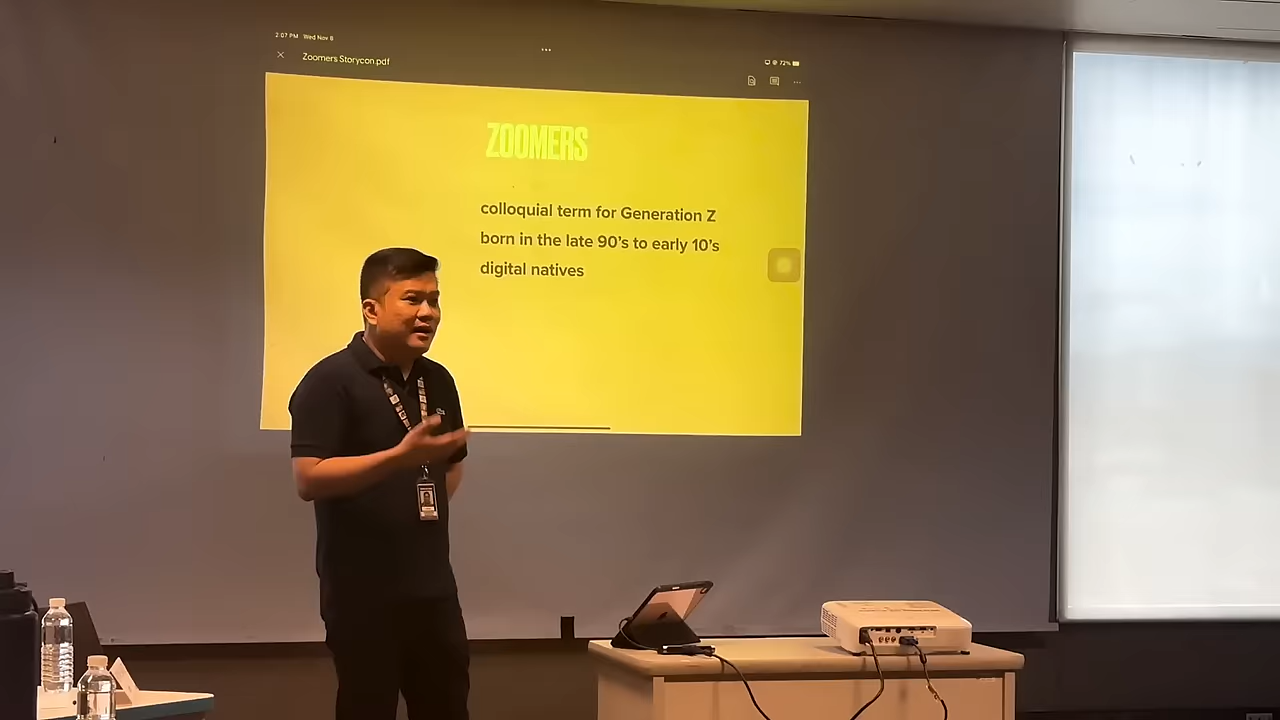 2:07 PM Wed Nov 8
72%
Zoomers Storycon.pdf
ZOOMERS
colloquial term for Generation Z
born in the late 90's to early 10's
digital natives